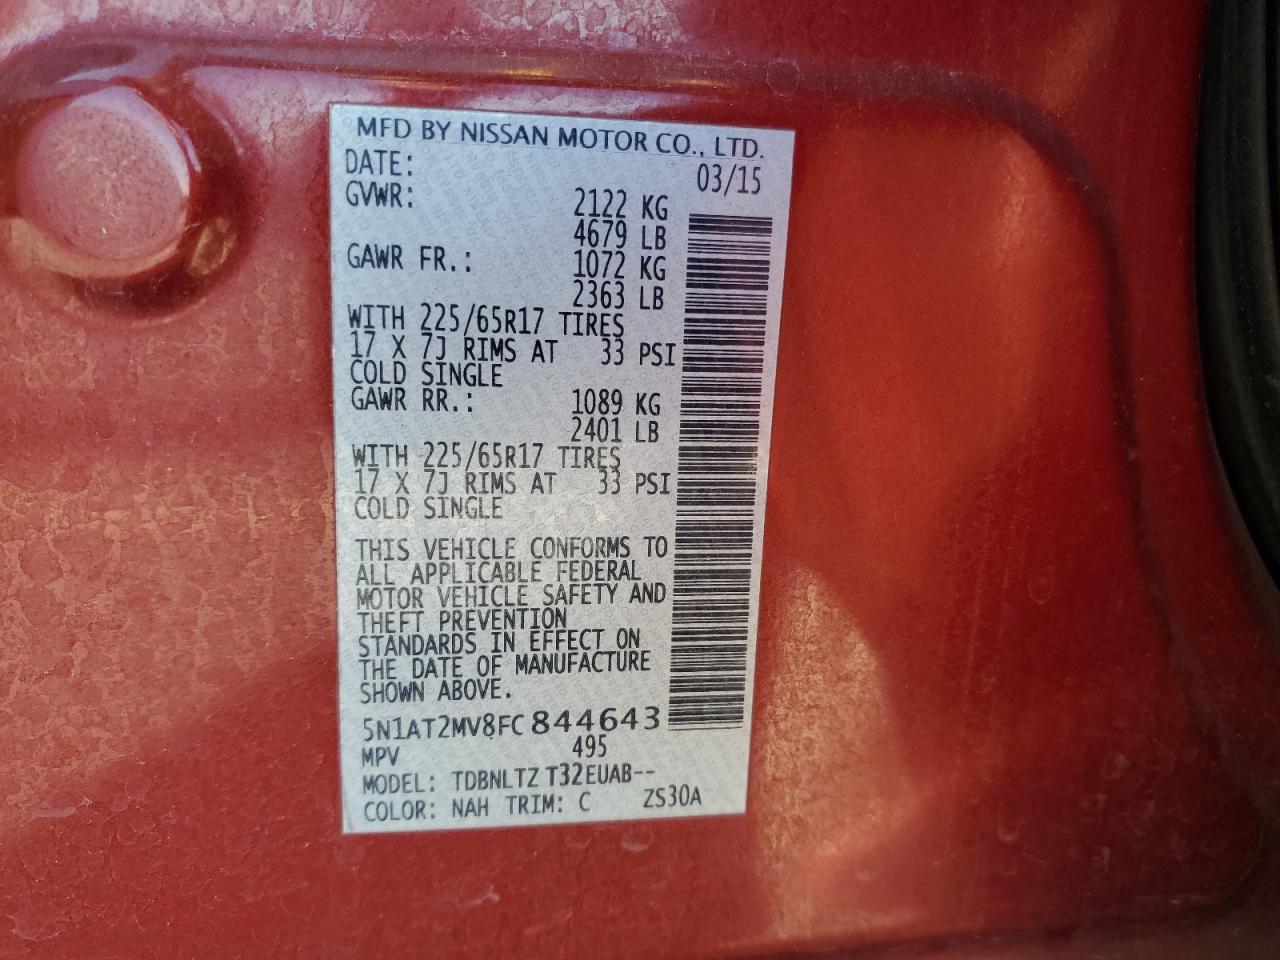 MFD BY NISSAN MOTOR CO., LTD.
DATE: 03/15
GVWR: 2122 KG
4679 LB
GAWR FR.: 1072 KG
2363 LB
WITH 225/65R17 TIRES
17 X 7J RIMS AT 33 PSI
COLD SINGLE
GAWR RR.: 1089 KG
2401 LB
WITH 225/65R17 TIRES
17 X 7J RIMS AT 33 PSI
COLD SINGLE
THIS VEHICLE CONFORMS TO
ALL APPLICABLE FEDERAL
MOTOR VEHICLE SAFETY AND
THEFT PREVENTION
STANDARDS IN EFFECT ON
THE DATE OF MANUFACTURE
SHOWN ABOVE.
5N1AT2MV8FC844643
MPV 495
MODEL: TDBNLTZ T32EUAB--
COLOR: NAH TRIM: C ZS30A